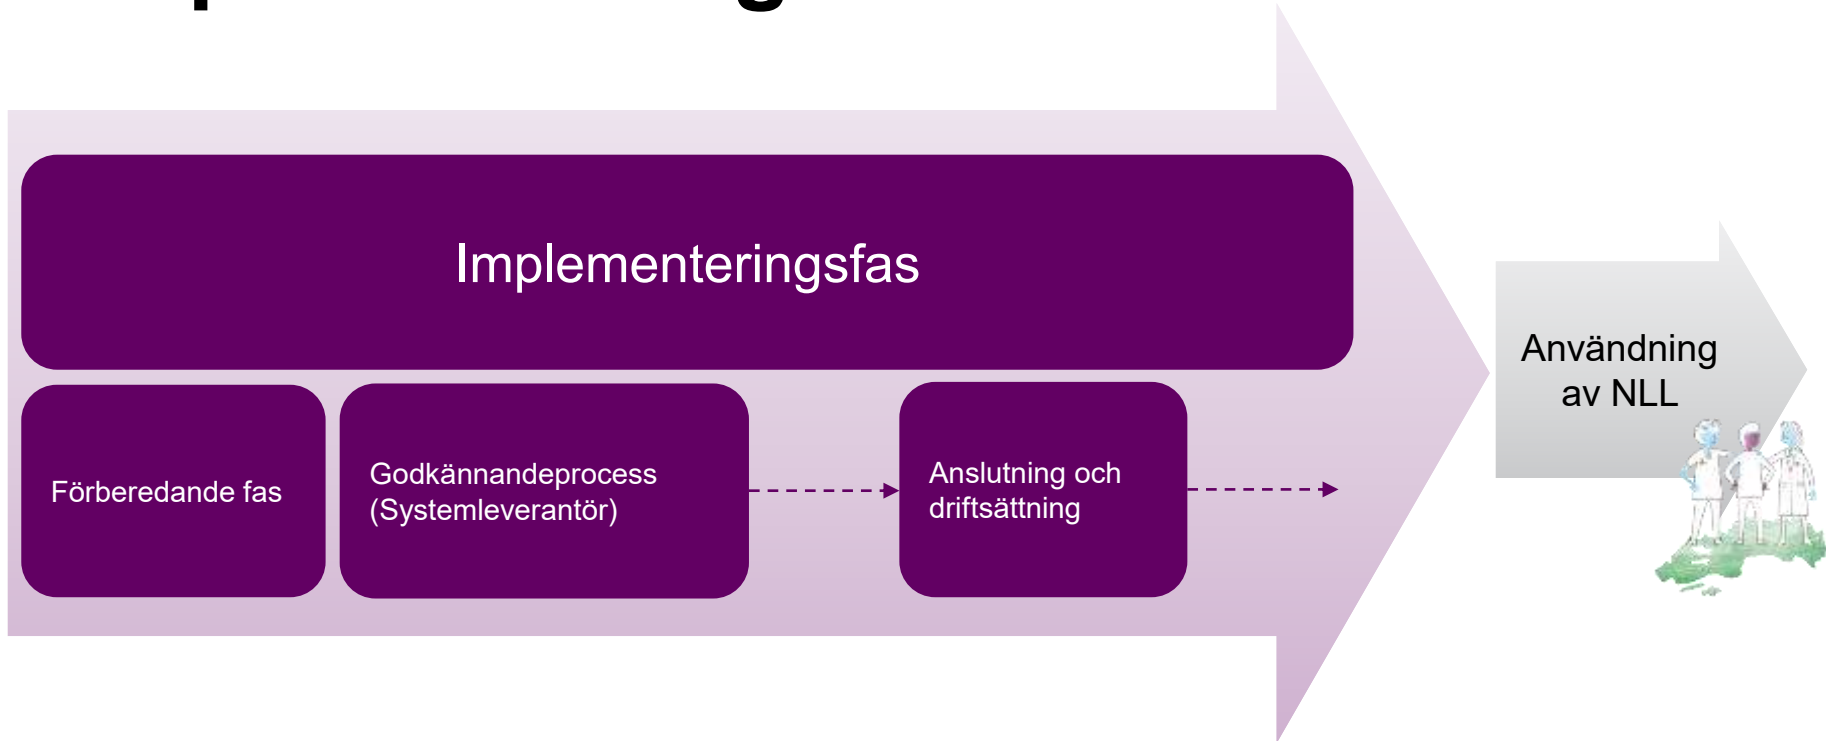 Implementeringsfas
Förberedande fas
Godkännandeprocess
(Systemleverantör)
Anslutning och
driftsättning
Användning
av NLL